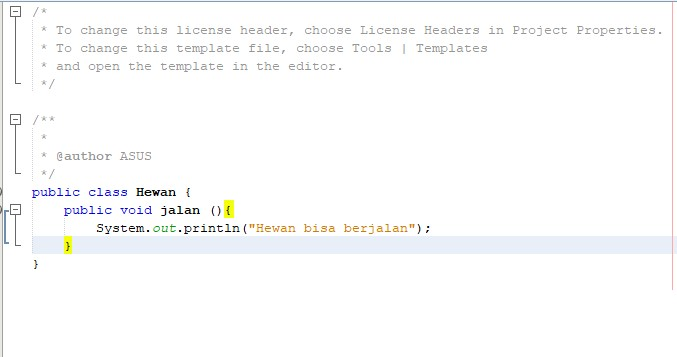 /*
 * To change this license header, choose License Headers in Project Properties.
 * To change this template file, choose Tools | Templates
 * and open the template in the editor.
 */

/**
 *
 * @author ASUS
 */
public class Hewan {
    public void jalan (){
        System.out.println("Hewan bisa berjalan");
    }
}